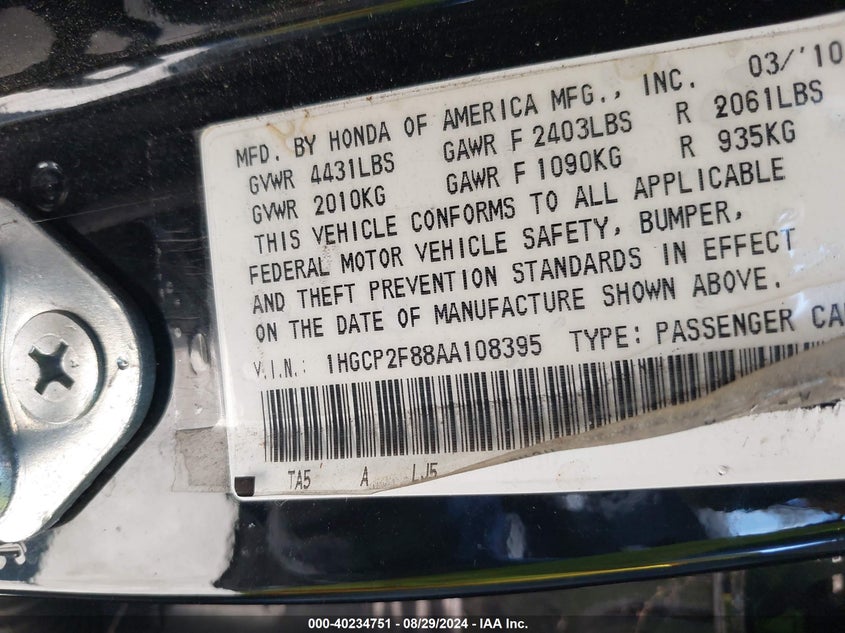 MFD. BY HONDA OF AMERICA MFG., INC. 03/'10
GVWR 4431LBS GAWR F 2403LBS R 2061LBS
GVWR 2010KG GAWR F 1090KG R 935KG
THIS VEHICLE CONFORMS TO ALL APPLICABLE
FEDERAL MOTOR VEHICLE SAFETY, BUMPER,
AND THEFT PREVENTION STANDARDS IN EFFECT
ON THE DATE OF MANUFACTURE SHOWN ABOVE.
V.I.N.: 1HGCP2F88AA108395 TYPE: PASSENGER CA
TA5 A LJ5
000-40234751 - 08/29/2024 - IAA Inc.